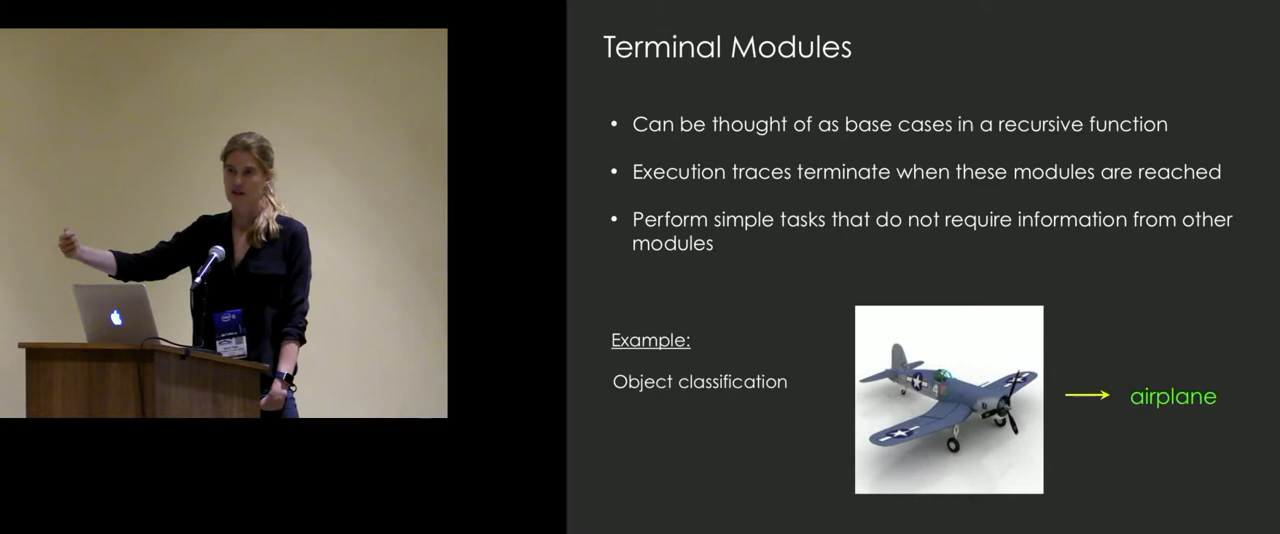 Terminal Modules
• Can be thought of as base cases in a recursive function
• Execution traces terminate when these modules are reached
• Perform simple tasks that do not require information from other
modules
Example:
Object classification
airplane